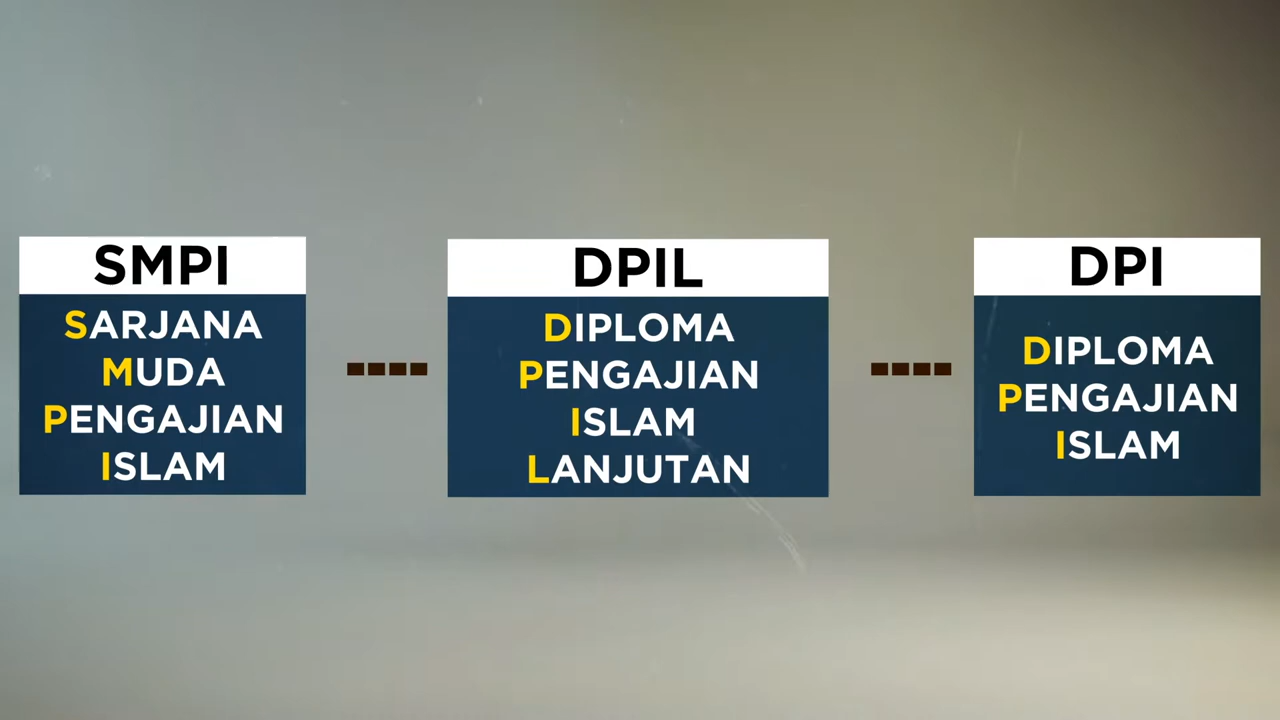 SMPI
SARJANA
MUDA
PENGAJIAN
ISLAM
DPIL
DIPLOMA
PENGAJIAN
ISLAM
LANJUTAN
DPI
DIPLOMA
PENGAJIAN
ISLAM